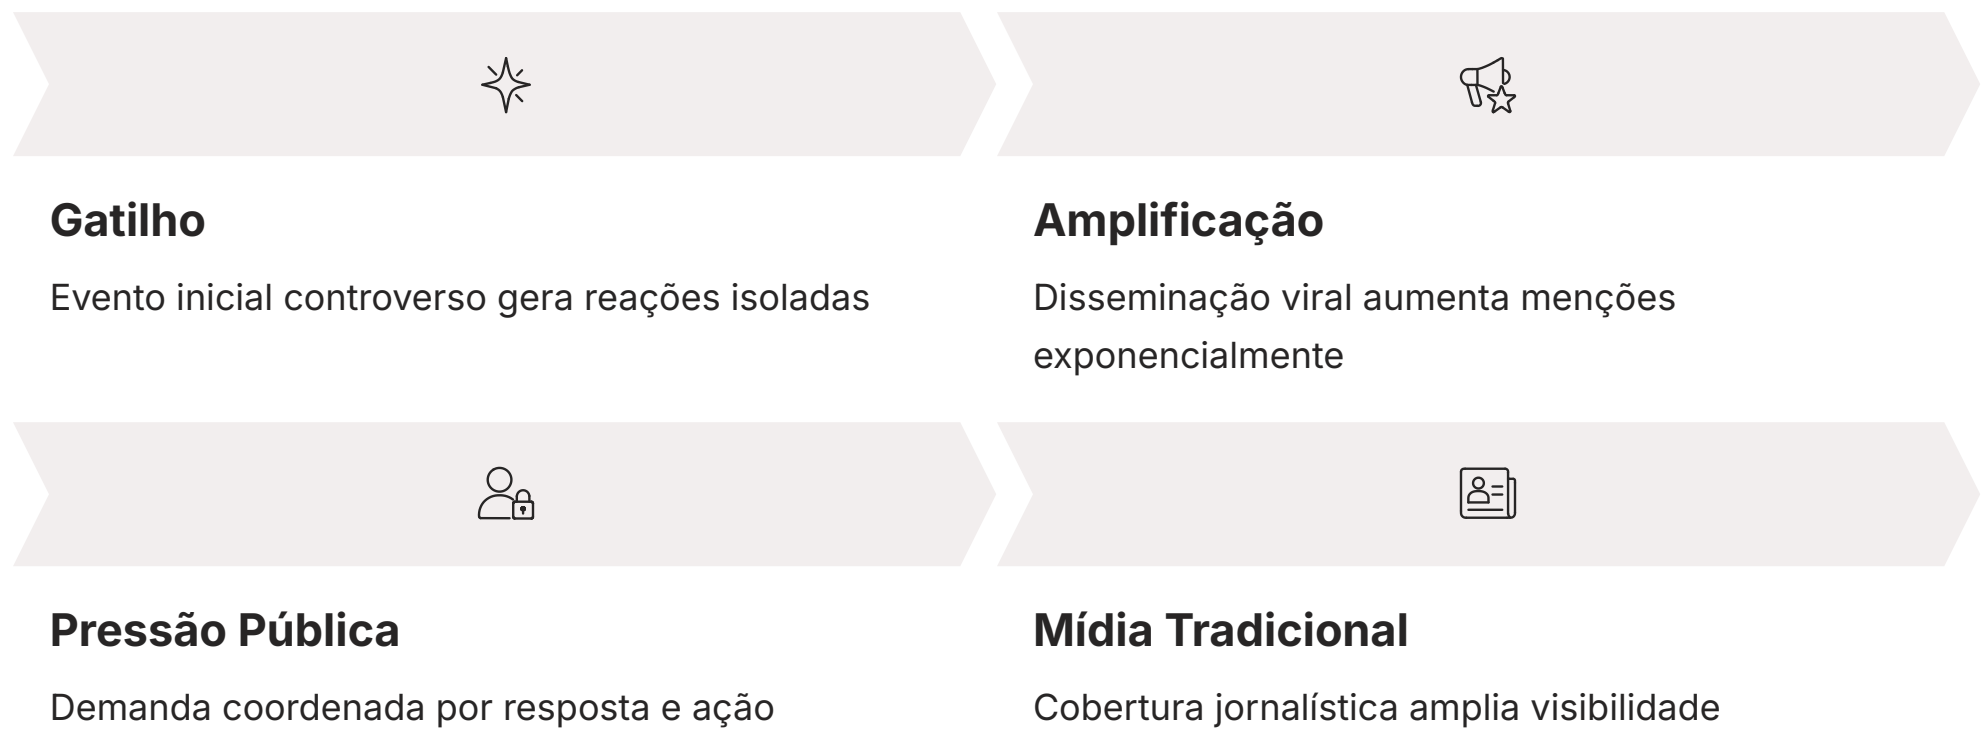 Gatilho
Evento inicial controverso gera reações isoladas
Amplificação
Disseminação viral aumenta menções
exponencialmente
Pressão Pública
Demanda coordenada por resposta e ação
Mídia Tradicional
Cobertura jornalística amplia visibilidade